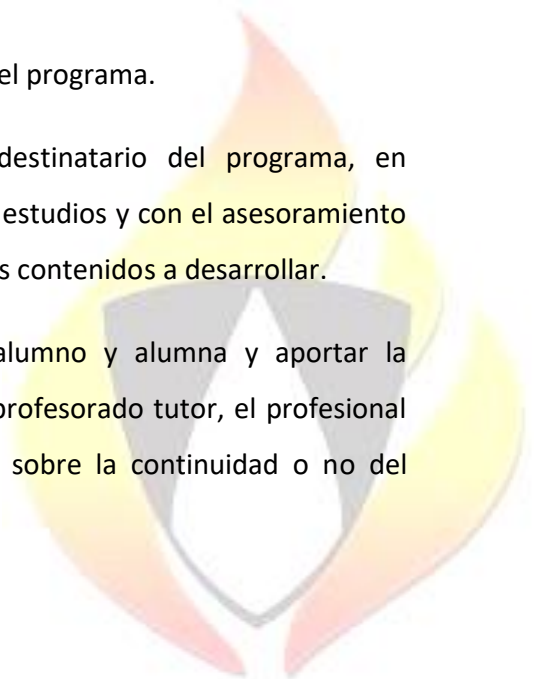 el programa.
destinatario del programa, en
estudios y con el asesoramiento
s contenidos a desarrollar.
alumno y alumna y aportar la
profesorado tutor, el profesional
sobre la continuidad o no del